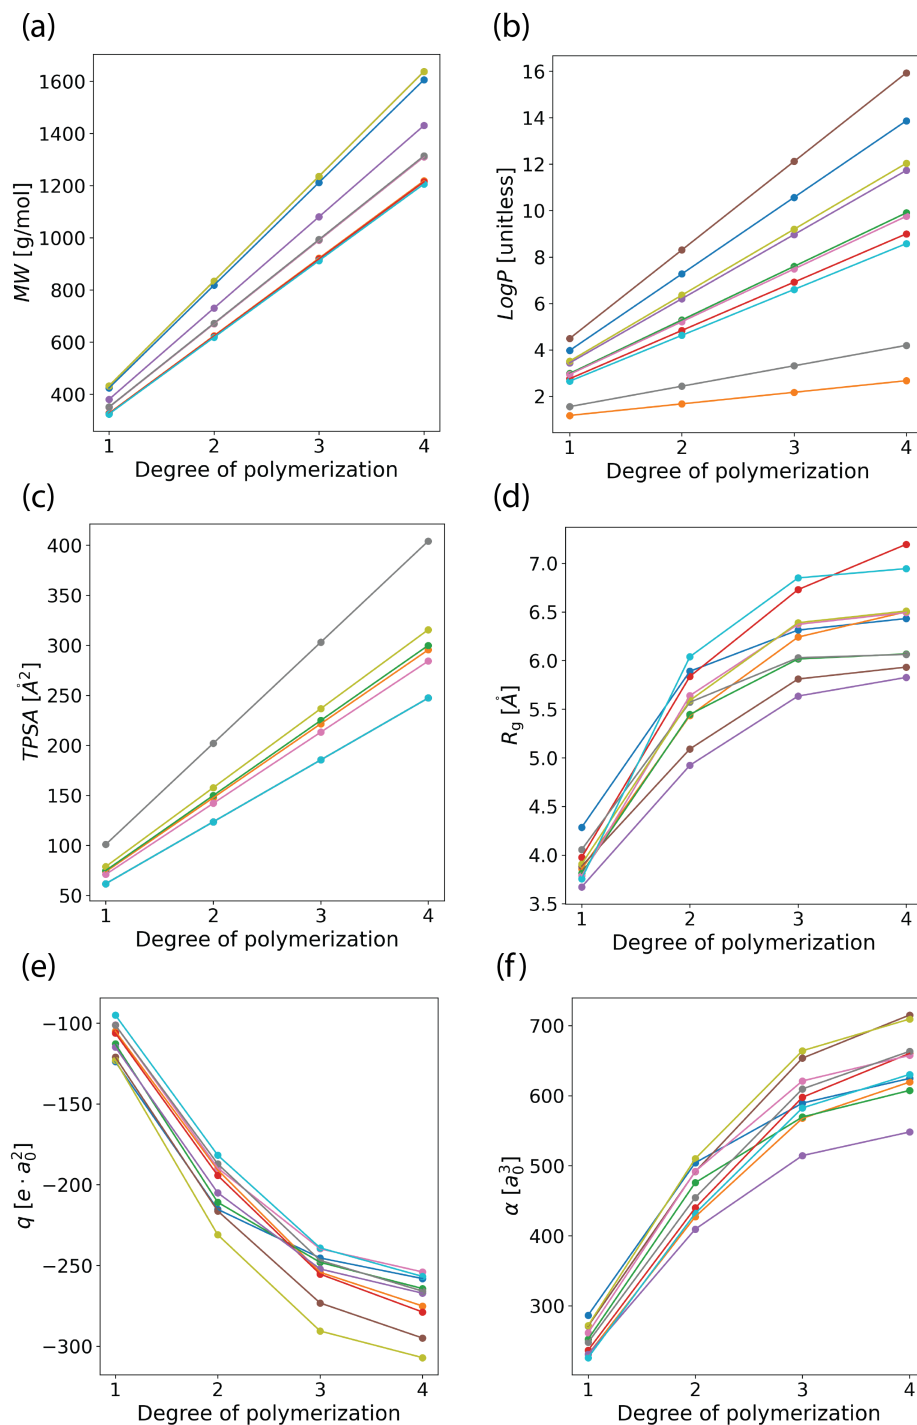 (a)
1600
1400
1200
1000
800
600
400
MW [g/mol]
1 2 3 4
Degree of polymerization
(b)
16
14
12
10
8
6
4
2
LogP [unitless]
1 2 3 4
Degree of polymerization
(c)
400
350
300
250
200
150
100
50
TPSA [Å²]
1 2 3 4
Degree of polymerization
(d)
7.0
6.5
6.0
5.5
5.0
4.5
4.0
3.5
R_g [Å]
1 2 3 4
Degree of polymerization
(e)
−100
−150
−200
−250
−300
q [e · a₀²]
1 2 3 4
Degree of polymerization
(f)
700
600
500
400
300
α [a₀³]
1 2 3 4
Degree of polymerization